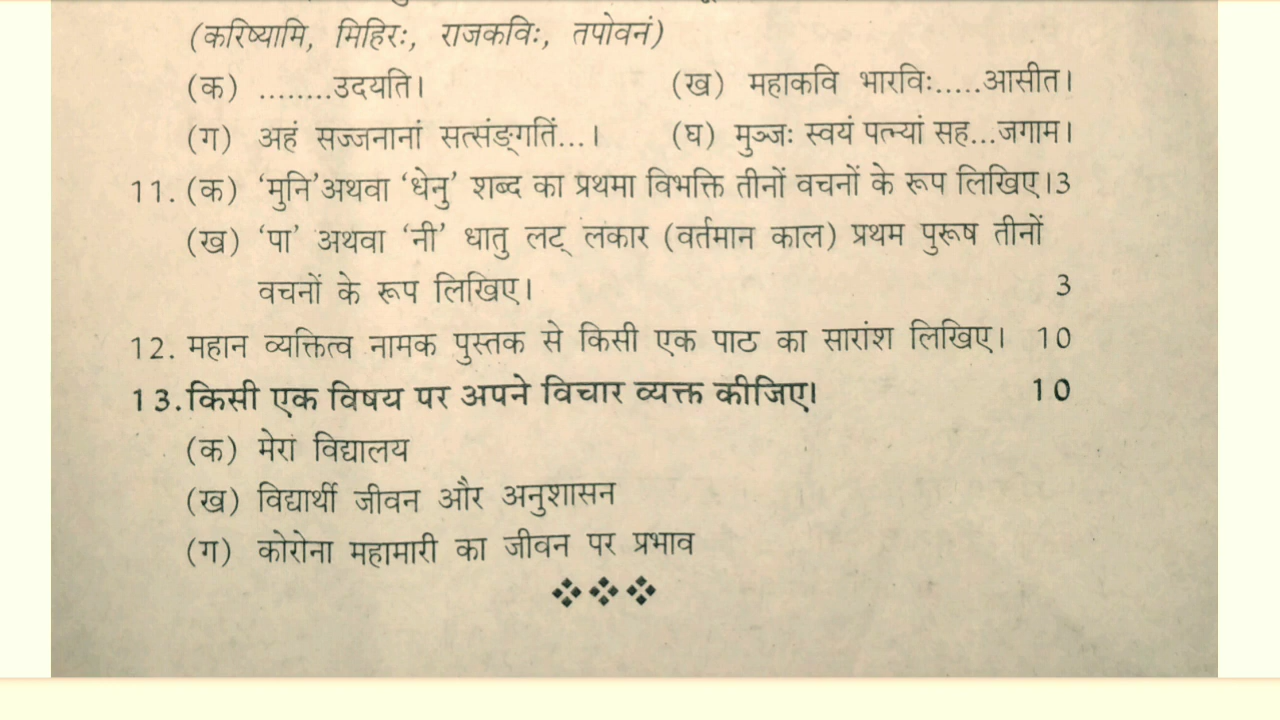 (करिष्यामि, मिहिरः, राजकविः, तपोवनं)
(क) ........उदयति। (ख) महाकवि भारविः.....आसीत।
(ग) अहं सज्जनानां सत्संङ्गतिं...। (घ) मुञ्जः स्वयं पत्न्यां सह...जगाम।
11. (क) 'मुनि'अथवा 'धेनु' शब्द का प्रथमा विभक्ति तीनों वचनों के रूप लिखिए।3
(ख) 'पा' अथवा 'नी' धातु लट् लकार (वर्तमान काल) प्रथम पुरूष तीनों
वचनों के रूप लिखिए। 3
12. महान व्यक्तित्व नामक पुस्तक से किसी एक पाठ का सारांश लिखिए। 10
13.किसी एक विषय पर अपने विचार व्यक्त कीजिए। 10
(क) मेरा विद्यालय
(ख) विद्यार्थी जीवन और अनुशासन
(ग) कोरोना महामारी का जीवन पर प्रभाव